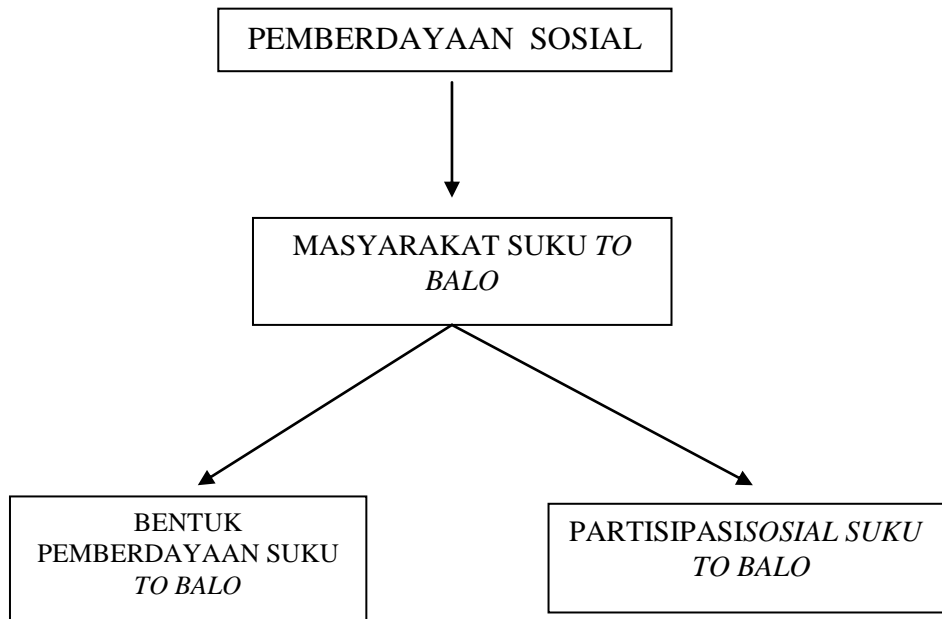 PEMBERDAYAAN SOSIAL
MASYARAKAT SUKU TO
BALO
BENTUK
PEMBERDAYAAN SUKU
TO BALO
PARTISIPASISOSIAL SUKU
TO BALO